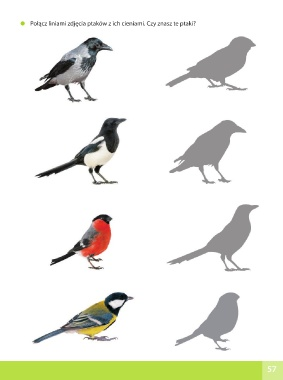 Połącz liniami zdjęcia ptaków z ich cieniami. Czy znasz te ptaki?
57